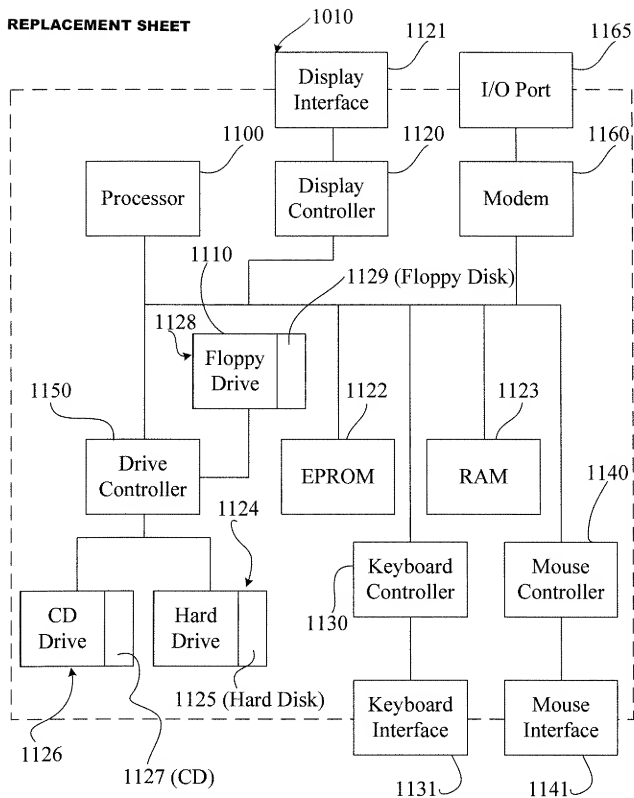 REPLACEMENT SHEET
1010
1121
1165
Display
Interface
I/O Port
1100
1120
1160
Processor
Display
Controller
Modem
1110
1129 (Floppy Disk)
1128
Floppy
Drive
1150
1122
1123
Drive
Controller
EPROM
RAM
1140
1124
Keyboard
Controller
Mouse
Controller
CD
Drive
Hard
Drive
1130
1125 (Hard Disk)
Keyboard
Interface
Mouse
Interface
1126
1127 (CD)
1131
1141